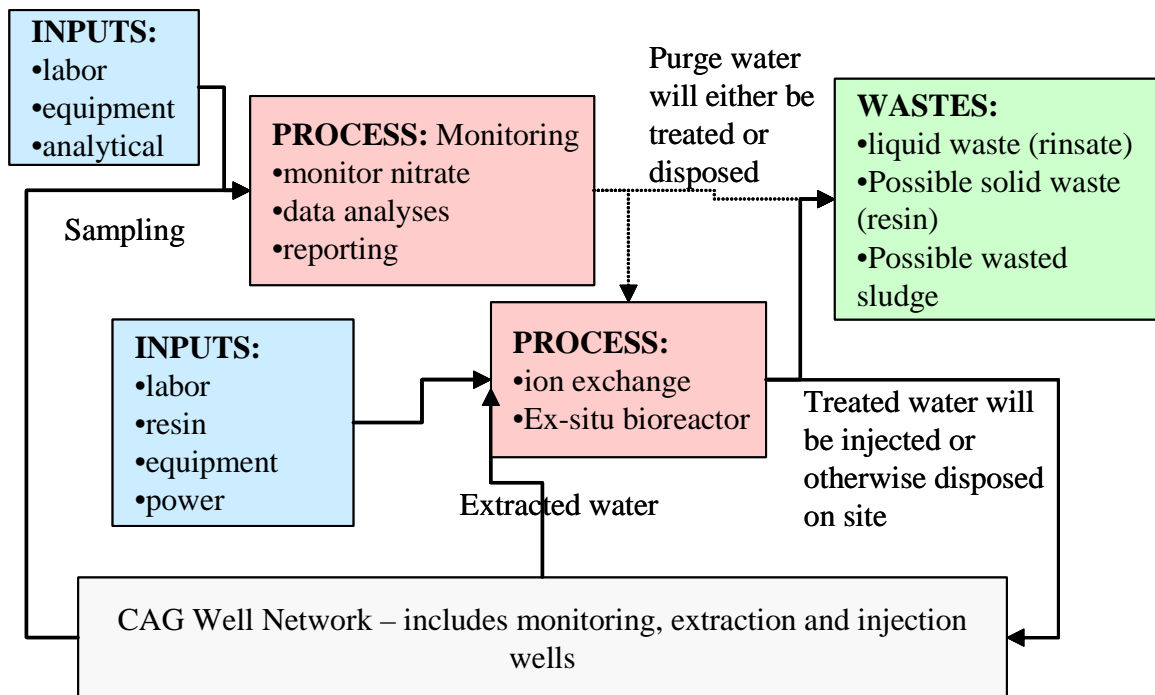 INPUTS:
•labor
•equipment
•analytical
Sampling
PROCESS: Monitoring
•monitor nitrate
•data analyses
•reporting
Purge water
will either be
treated or
disposed
WASTES:
•liquid waste (rinsate)
•Possible solid waste
(resin)
•Possible wasted
sludge
INPUTS:
•labor
•resin
•equipment
•power
PROCESS:
•ion exchange
•Ex-situ bioreactor
Extracted water
Treated water will
be injected or
otherwise disposed
on site
CAG Well Network – includes monitoring, extraction and injection
wells